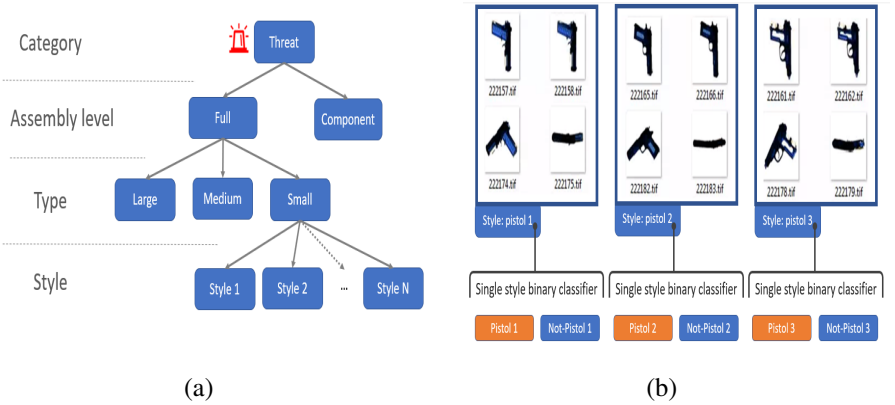 Category
Threat
Assembly level
Full
Component
Type
Large
Medium
Small
Style
Style 1
Style 2
...
Style N
(a)
222157.tif
222158.tif
222174.tif
222175.tif
Style: pistol 1
222165.tif
222166.tif
222182.tif
222183.tif
Style: pistol 2
222161.tif
222162.tif
222178.tif
222179.tif
Style: pistol 3
Single style binary classifier
Single style binary classifier
Single style binary classifier
Pistol 1
Not-Pistol 1
Pistol 2
Not-Pistol 2
Pistol 3
Not-Pistol 3
(b)